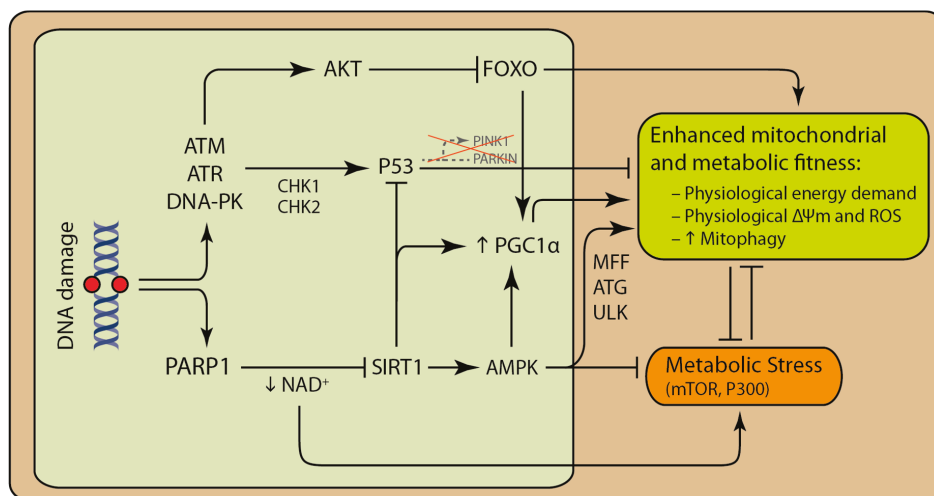 AKT
FOXO
ATM
ATR
DNA-PK
CHK1
CHK2
P53
PINK1
PARKIN
Enhanced mitochondrial
and metabolic fitness:
– Physiological energy demand
– Physiological ΔΨm and ROS
– ↑ Mitophagy
↑ PGC1α
MFF
ATG
ULK
DNA damage
PARP1
↓ NAD⁺
SIRT1
AMPK
Metabolic Stress
(mTOR, P300)